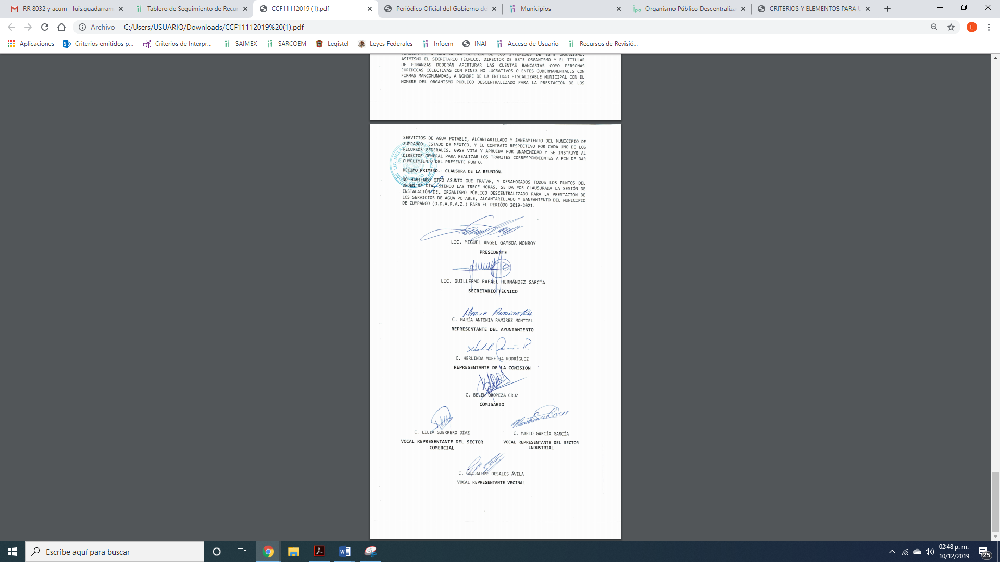 RR 8032 y acum - luis.guadarram
Tablero de Seguimiento de Recur
CCF11112019 (1).pdf
Periódico Oficial del Gobierno de
Municipios
Organismo Público Descentraliza
CRITERIOS Y ELEMENTOS PARA U
Archivo | C:/Users/USUARIO/Downloads/CCF11112019%20(1).pdf
L
Aplicaciones
Criterios emitidos p...
Criterios de Interpr...
SAIMEX
SARCOEM
Legistel
Leyes Federales
Infoem
INAI
Acceso de Usuario
Recursos de Revisió...
TENDIENTES A UNA BUENA DEFENSA DE LOS INTERESES DE ESTE ORGANISMO.
ASIMISMO EL SECRETARIO TÉCNICO, DIRECTOR DE ESTE ORGANISMO Y EL TITULAR
DE FINANZAS DEBERÁN APERTURAR LAS CUENTAS BANCARIAS COMO PERSONAS
JURÍDICAS COLECTIVAS CON FINES NO LUCRATIVOS O ENTES GUBERNAMENTALES CON
FIRMAS MANCOMUNADAS, A NOMBRE DE LA ENTIDAD FISCALIZABLE MUNICIPAL CON EL
NOMBRE DEL ORGANISMO PÚBLICO DESCENTRALIZADO PARA LA PRESTACIÓN DE LOS
SERVICIOS DE AGUA POTABLE, ALCANTARILLADO Y SANEAMIENTO DEL MUNICIPIO DE
ZUMPANGO, ESTADO DE MÉXICO, Y EL CONTRATO RESPECTIVO POR CADA UNO DE LOS
RECURSOS FEDERALES. 09SE VOTA Y APRUEBA POR UNANIMIDAD Y SE INSTRUYE AL
DIRECTOR GENERAL PARA REALIZAR LOS TRÁMITES CORRESPONDIENTES A FIN DE DAR
CUMPLIMIENTO DEL PRESENTE PUNTO.
DÉCIMO PRIMERO.- CLAUSURA DE LA REUNIÓN.
NO HABIENDO OTRO ASUNTO QUE TRATAR, Y DESAHOGADOS TODOS LOS PUNTOS DEL
ORDEN DE DÍA, SIENDO LAS TRECE HORAS, SE DA POR CLAUSURADA LA SESIÓN DE
INSTALACIÓN DEL ORGANISMO PÚBLICO DESCENTRALIZADO PARA LA PRESTACIÓN DE
LOS SERVICIOS DE AGUA POTABLE, ALCANTARILLADO Y SANEAMIENTO DEL MUNICIPIO
DE ZUMPANGO (O.D.A.P.A.Z.) PARA EL PERIÓDO 2019-2021.
LIC. MIGUEL ÁNGEL GAMBOA MONROY
PRESIDENTE
LIC. GUILLERMO RAFAEL HERNÁNDEZ GARCÍA
SECRETARIO TÉCNICO
MARIA ANTONIA RM
C. MARÍA ANTONIA RAMÍREZ MONTIEL
REPRESENTANTE DEL AYUNTAMIENTO
C. HERLINDA MOREIRA RODRÍGUEZ
REPRESENTANTE DE LA COMISIÓN
C. BELEN OROPEZA CRUZ
COMISARIO
C. LILIA GUERRERO DÍAZ
VOCAL REPRESENTANTE DEL SECTOR
COMERCIAL
C. MARIO GARCÍA GARCÍA
VOCAL REPRESENTANTE DEL SECTOR
INDUSTRIAL
C. GUADALUPE DESALES ÁVILA
VOCAL REPRESENTANTE VECINAL
Escribe aquí para buscar
02:48 p. m.
10/12/2019
25